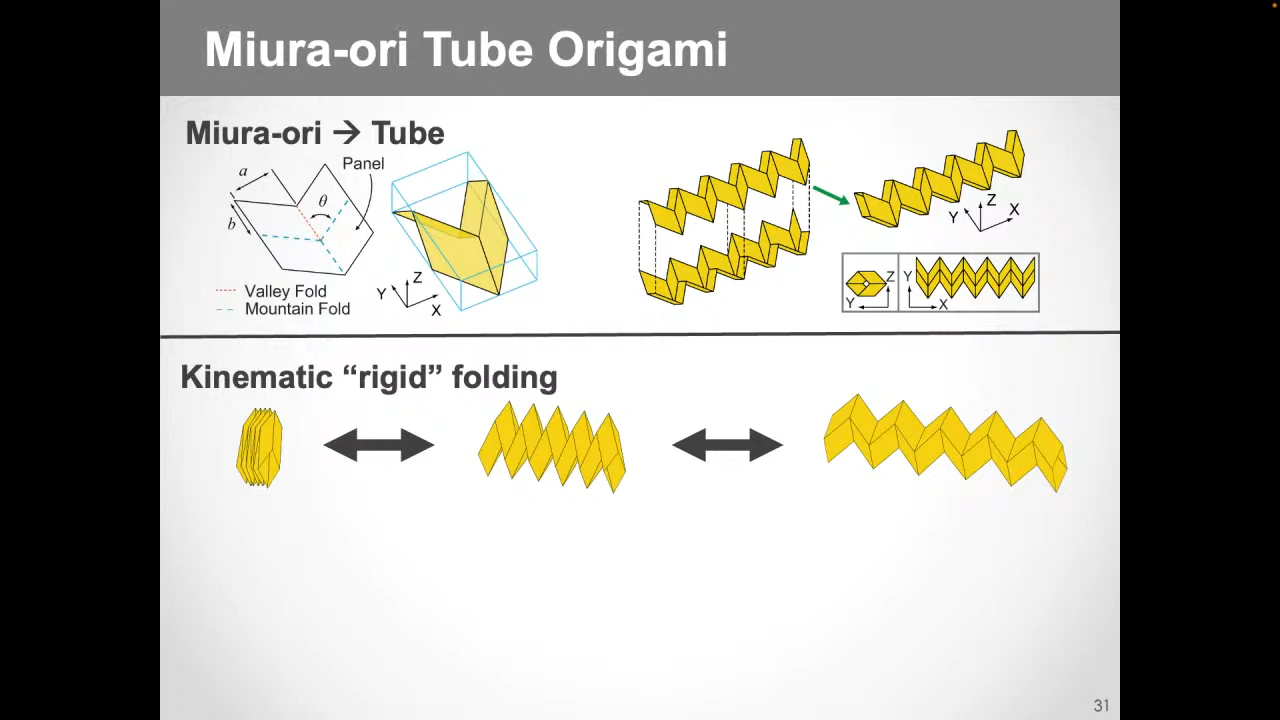 Miura-ori Tube Origami
Miura-ori → Tube
Panel
a
θ
b
Valley Fold
Mountain Fold
Z
Y
X
Z
Y
X
Z
Y
Y
X
Kinematic “rigid” folding
31